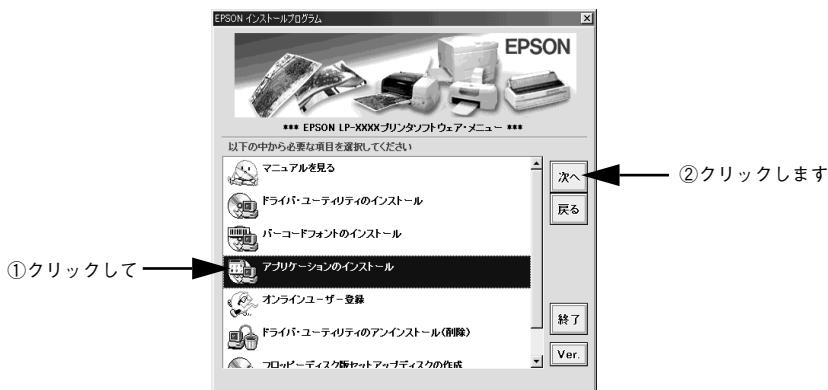 EPSON インストールプログラム
EPSON
*** EPSON LP-XXXXプリンタソフトウェア・メニュー ***
以下の中から必要な項目を選択してください
マニュアルを見る
次へ
②クリックします
ドライバ・ユーティリティのインストール
戻る
バーコードフォントのインストール
①クリックして
アプリケーションのインストール
オンラインユーザー登録
終了
ドライバ・ユーティリティのアンインストール(削除)
Ver.
フロッピーディスク版セットアップディスクの作成